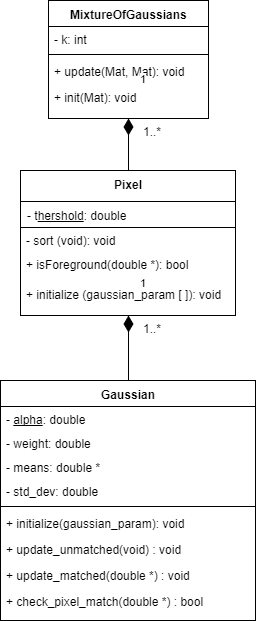 MixtureOfGaussians
- k: int
+ update(Mat, Mat): void
1
+ init(Mat): void
1..*
Pixel
- thershold: double
- sort (void): void
+ isForeground(double *): bool
1
+ initialize (gaussian_param [ ]): void
1..*
Gaussian
- alpha: double
- weight: double
- means: double *
- std_dev: double
+ initialize(gaussian_param): void
+ update_unmatched(void) : void
+ update_matched(double *) : void
+ check_pixel_match(double *) : bool